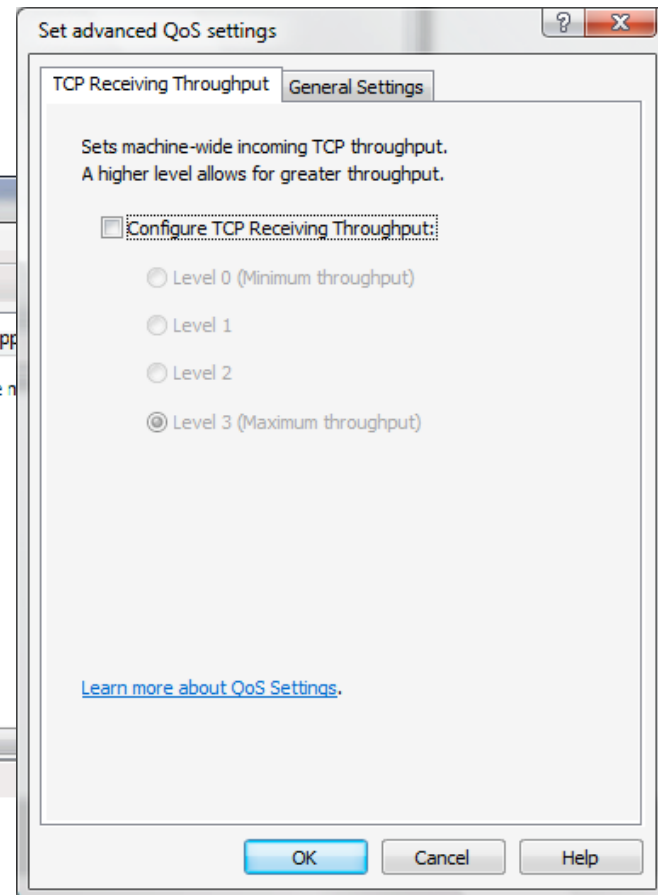 Set advanced QoS settings
TCP Receiving Throughput
General Settings
Sets machine-wide incoming TCP throughput.
A higher level allows for greater throughput.
Configure TCP Receiving Throughput:
Level 0 (Minimum throughput)
Level 1
Level 2
Level 3 (Maximum throughput)
Learn more about QoS Settings.
OK
Cancel
Help